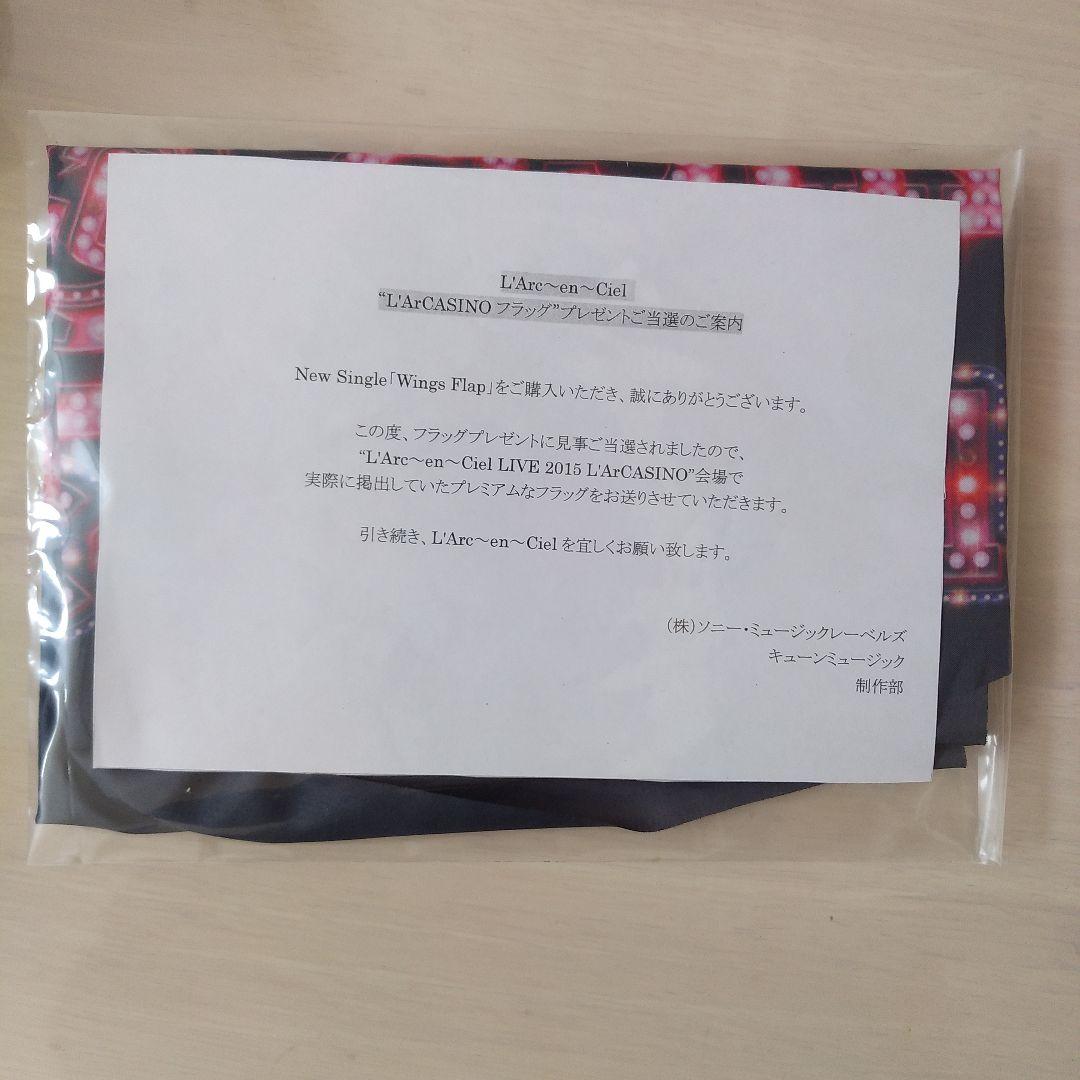 L'Arc～en～Ciel
“L'ArCASINO フラッグ”プレゼントご当選のご案内
New Single「Wings Flap」をご購入いただき、誠にありがとうございます。
この度、フラッグプレゼントに見事ご当選されましたので、
“L'Arc～en～Ciel LIVE 2015 L'ArCASINO”会場で
実際に掲出していたプレミアムなフラッグをお送りさせていただきます。
引き続き、L'Arc～en～Ciel を宜しくお願い致します。
（株）ソニー・ミュージックレーベルズ
キューンミュージック
制作部